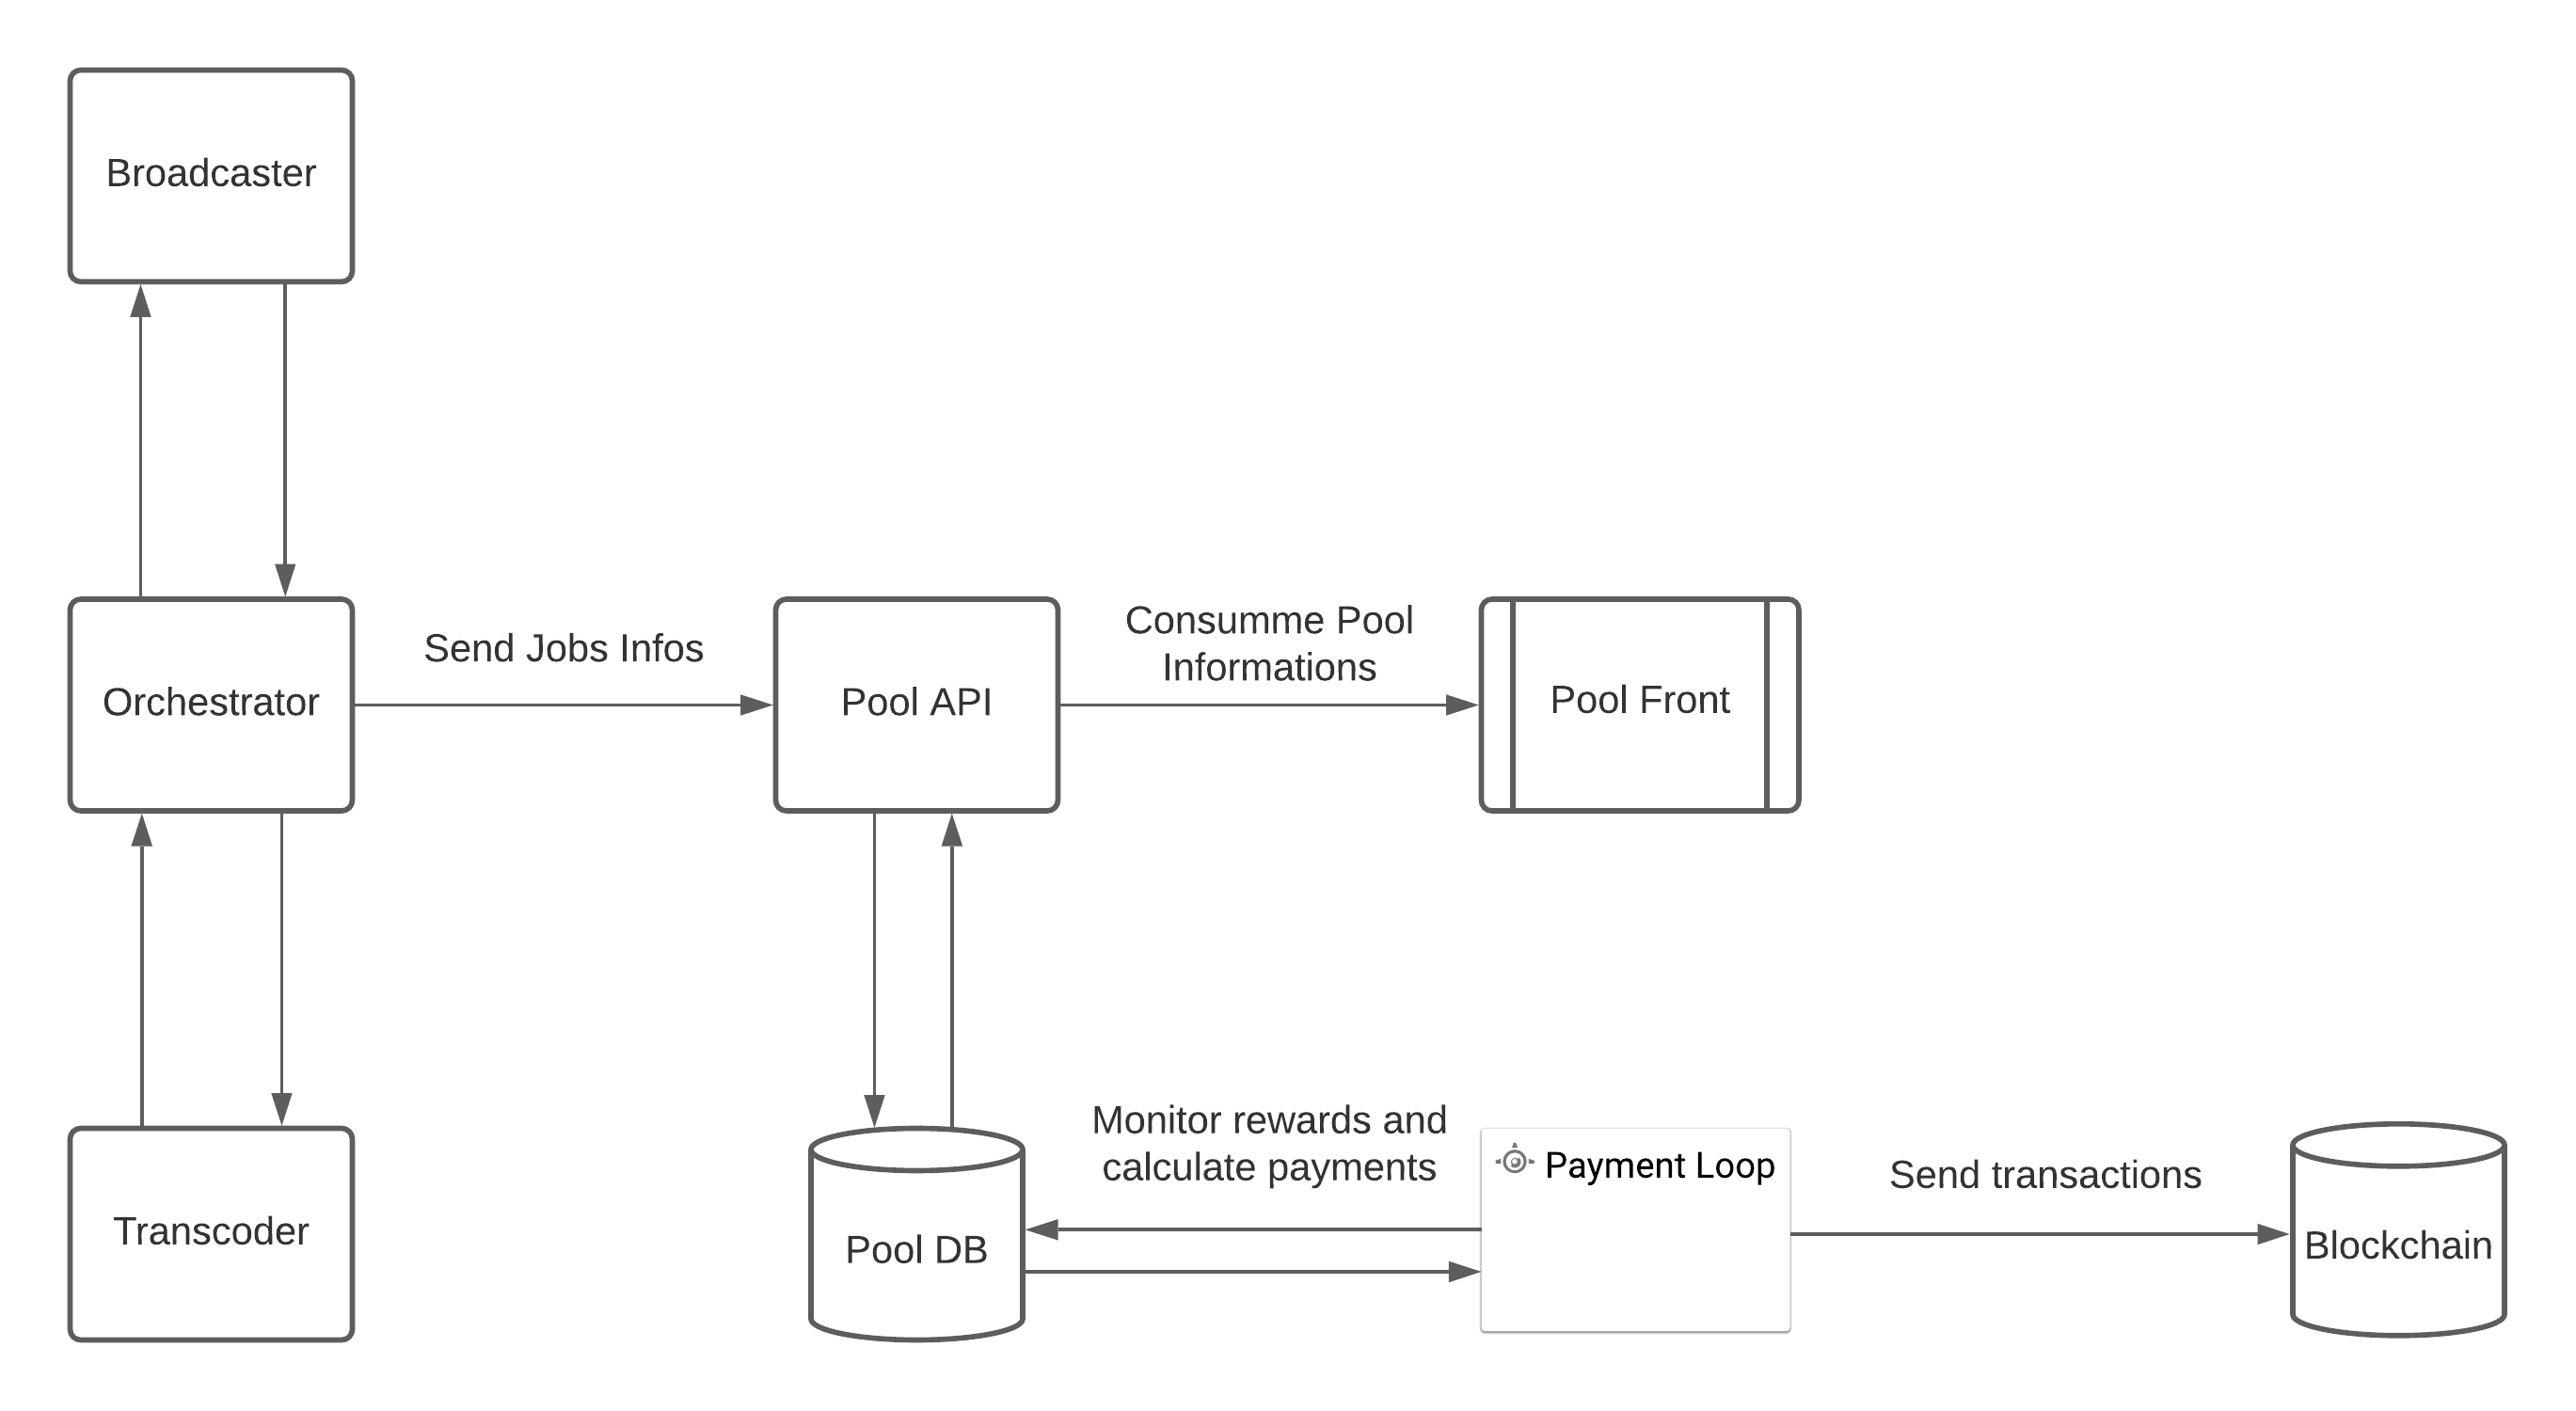 Broadcaster
Orchestrator
Send Jobs Infos
Pool API
Consumme Pool
Informations
Pool Front
Transcoder
Pool DB
Monitor rewards and
calculate payments
Payment Loop
Send transactions
Blockchain